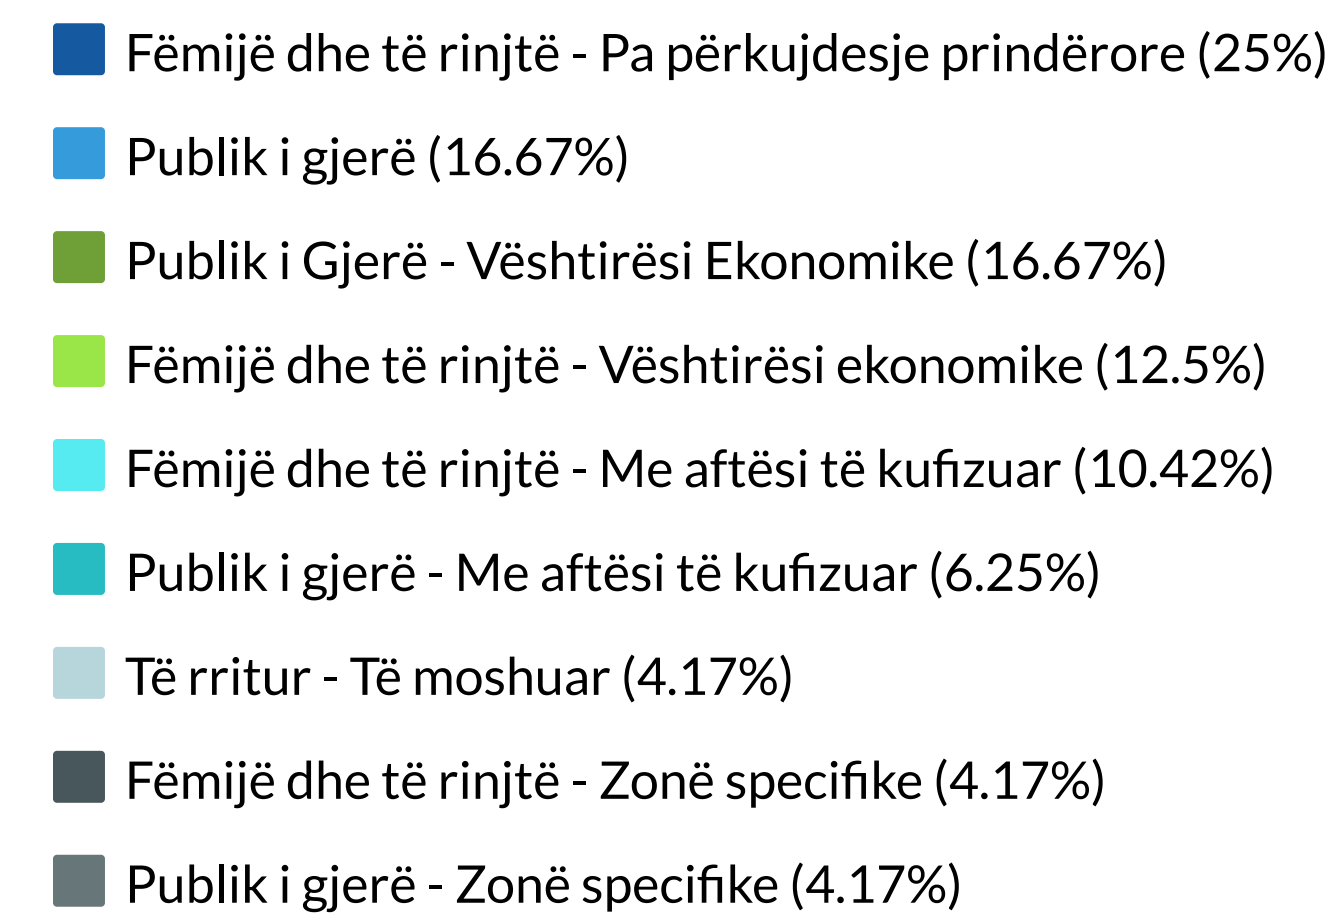 Fëmijë dhe të rinjtë - Pa përkujdesje prindërore (25%)
Publik i gjerë (16.67%)
Publik i Gjerë - Vështirësi Ekonomike (16.67%)
Fëmijë dhe të rinjtë - Vështirësi ekonomike (12.5%)
Fëmijë dhe të rinjtë - Me aftësi të kufizuar (10.42%)
Publik i gjerë - Me aftësi të kufizuar (6.25%)
Të rritur - Të moshuar (4.17%)
Fëmijë dhe të rinjtë - Zonë specifike (4.17%)
Publik i gjerë - Zonë specifike (4.17%)